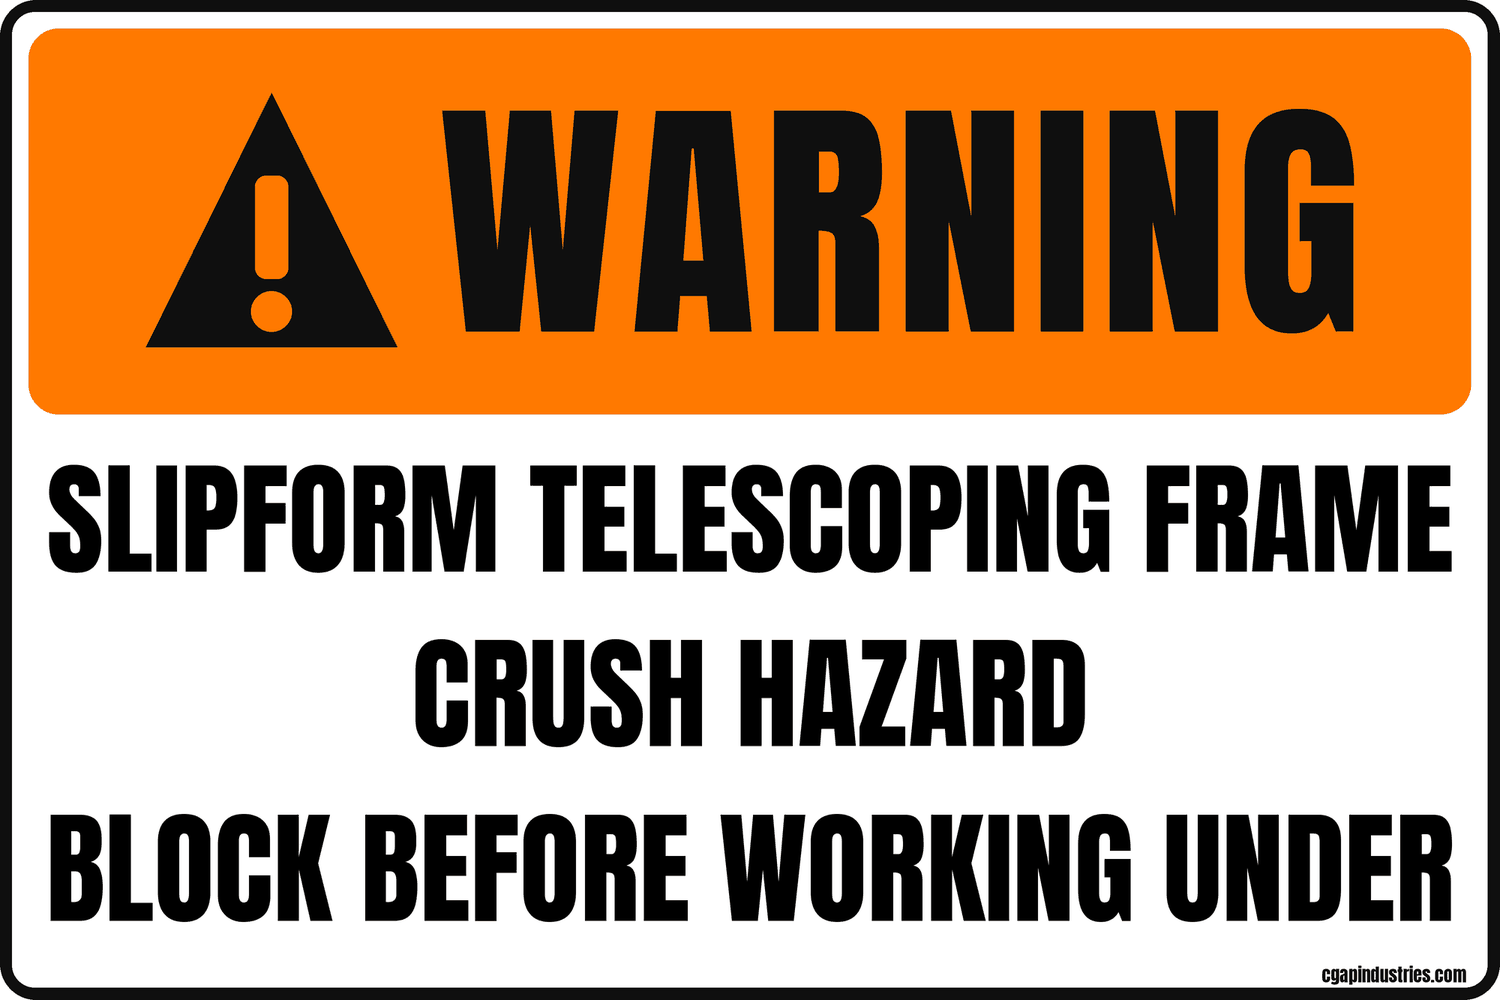 WARNING
SLIPFORM TELESCOPING FRAME
CRUSH HAZARD
BLOCK BEFORE WORKING UNDER
cgapindustries.com